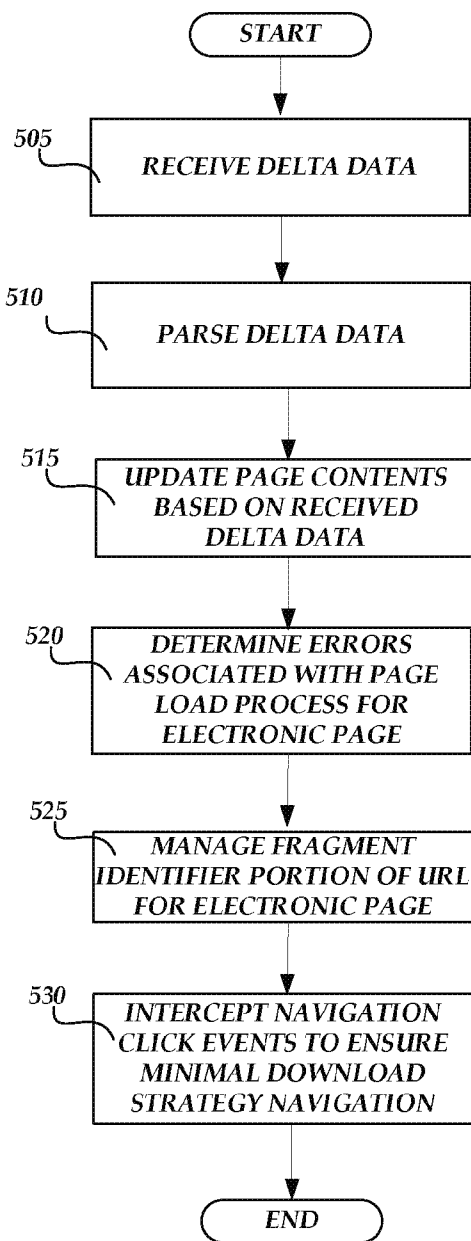 START
505
RECEIVE DELTA DATA
510
PARSE DELTA DATA
515
UPDATE PAGE CONTENTS
BASED ON RECEIVED
DELTA DATA
520
DETERMINE ERRORS
ASSOCIATED WITH PAGE
LOAD PROCESS FOR
ELECTRONIC PAGE
525
MANAGE FRAGMENT
IDENTIFIER PORTION OF URL
FOR ELECTRONIC PAGE
530
INTERCEPT NAVIGATION
CLICK EVENTS TO ENSURE
MINIMAL DOWNLOAD
STRATEGY NAVIGATION
END